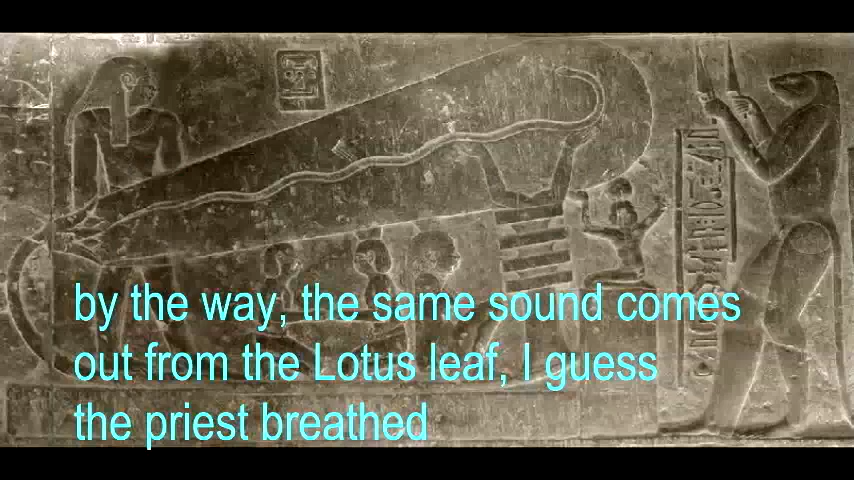 by the way, the same sound comes
out from the Lotus leaf, I guess
the priest breathed